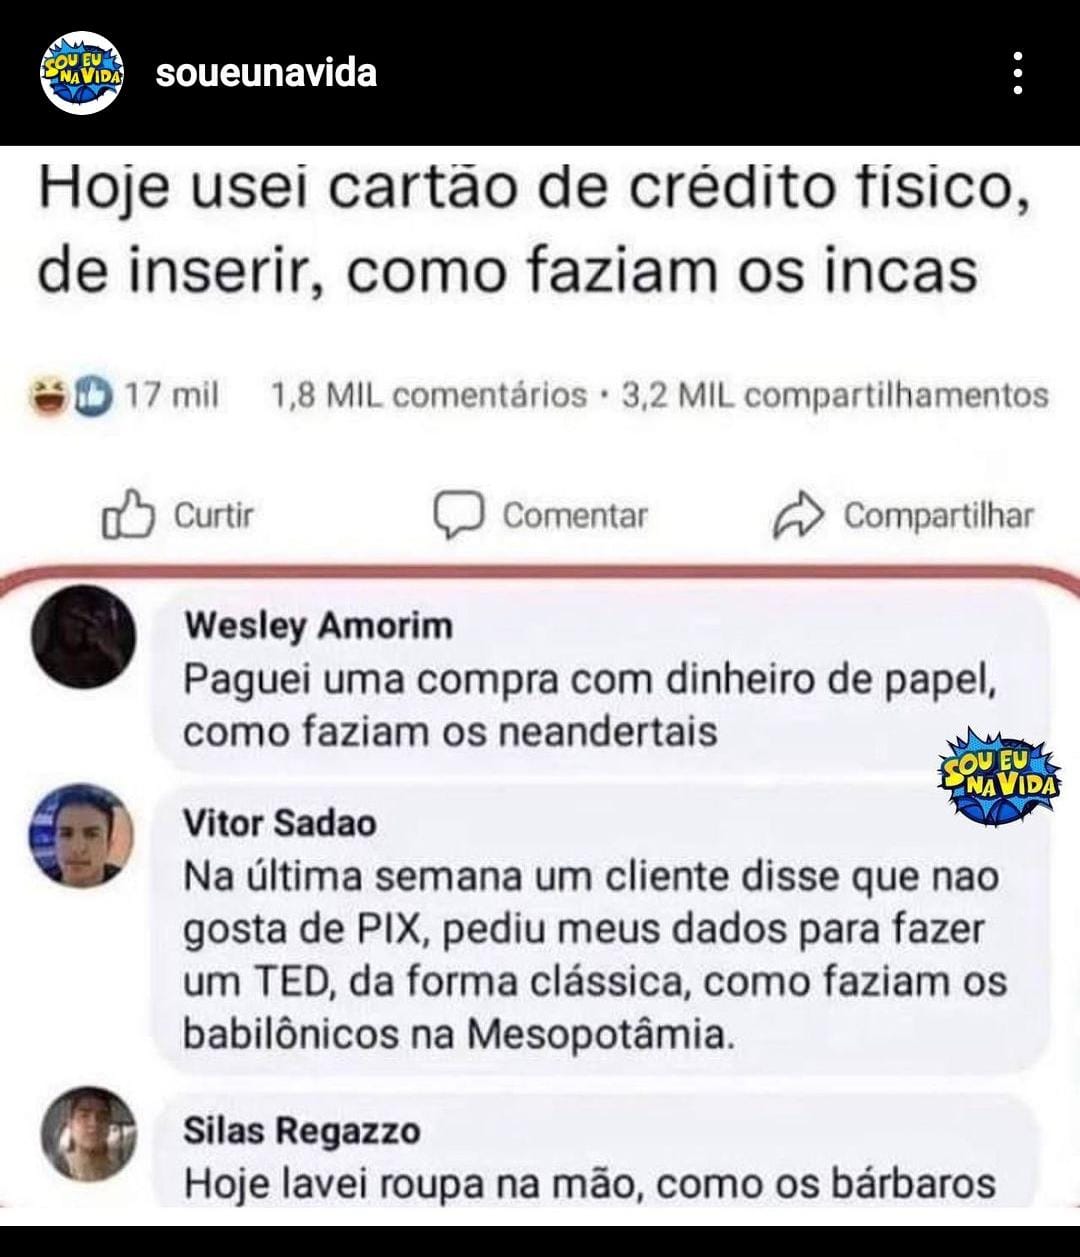 SOU EU
NA VIDA
soueunavida
Hoje usei cartão de crédito físico,
de inserir, como faziam os incas
17 mil 1,8 MIL comentários · 3,2 MIL compartilhamentos
Curtir Comentar Compartilhar
Wesley Amorim
Paguei uma compra com dinheiro de papel,
como faziam os neandertais
SOU EU
NA VIDA
Vitor Sadao
Na última semana um cliente disse que nao
gosta de PIX, pediu meus dados para fazer
um TED, da forma clássica, como faziam os
babilônicos na Mesopotâmia.
Silas Regazzo
Hoje lavei roupa na mão, como os bárbaros